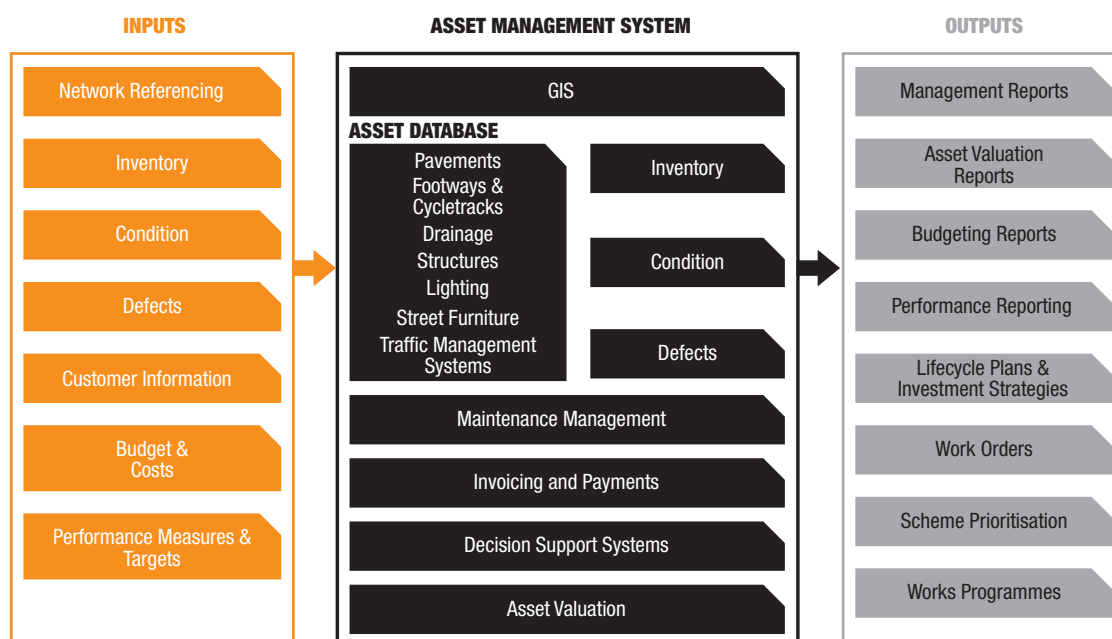 INPUTS
Network Referencing
Inventory
Condition
Defects
Customer Information
Budget &
Costs
Performance Measures &
Targets
ASSET MANAGEMENT SYSTEM
GIS
ASSET DATABASE
Pavements
Footways &
Cycletracks
Drainage
Structures
Lighting
Street Furniture
Traffic Management
Systems
Inventory
Condition
Defects
Maintenance Management
Invoicing and Payments
Decision Support Systems
Asset Valuation
OUTPUTS
Management Reports
Asset Valuation
Reports
Budgeting Reports
Performance Reporting
Lifecycle Plans &
Investment Strategies
Work Orders
Scheme Prioritisation
Works Programmes